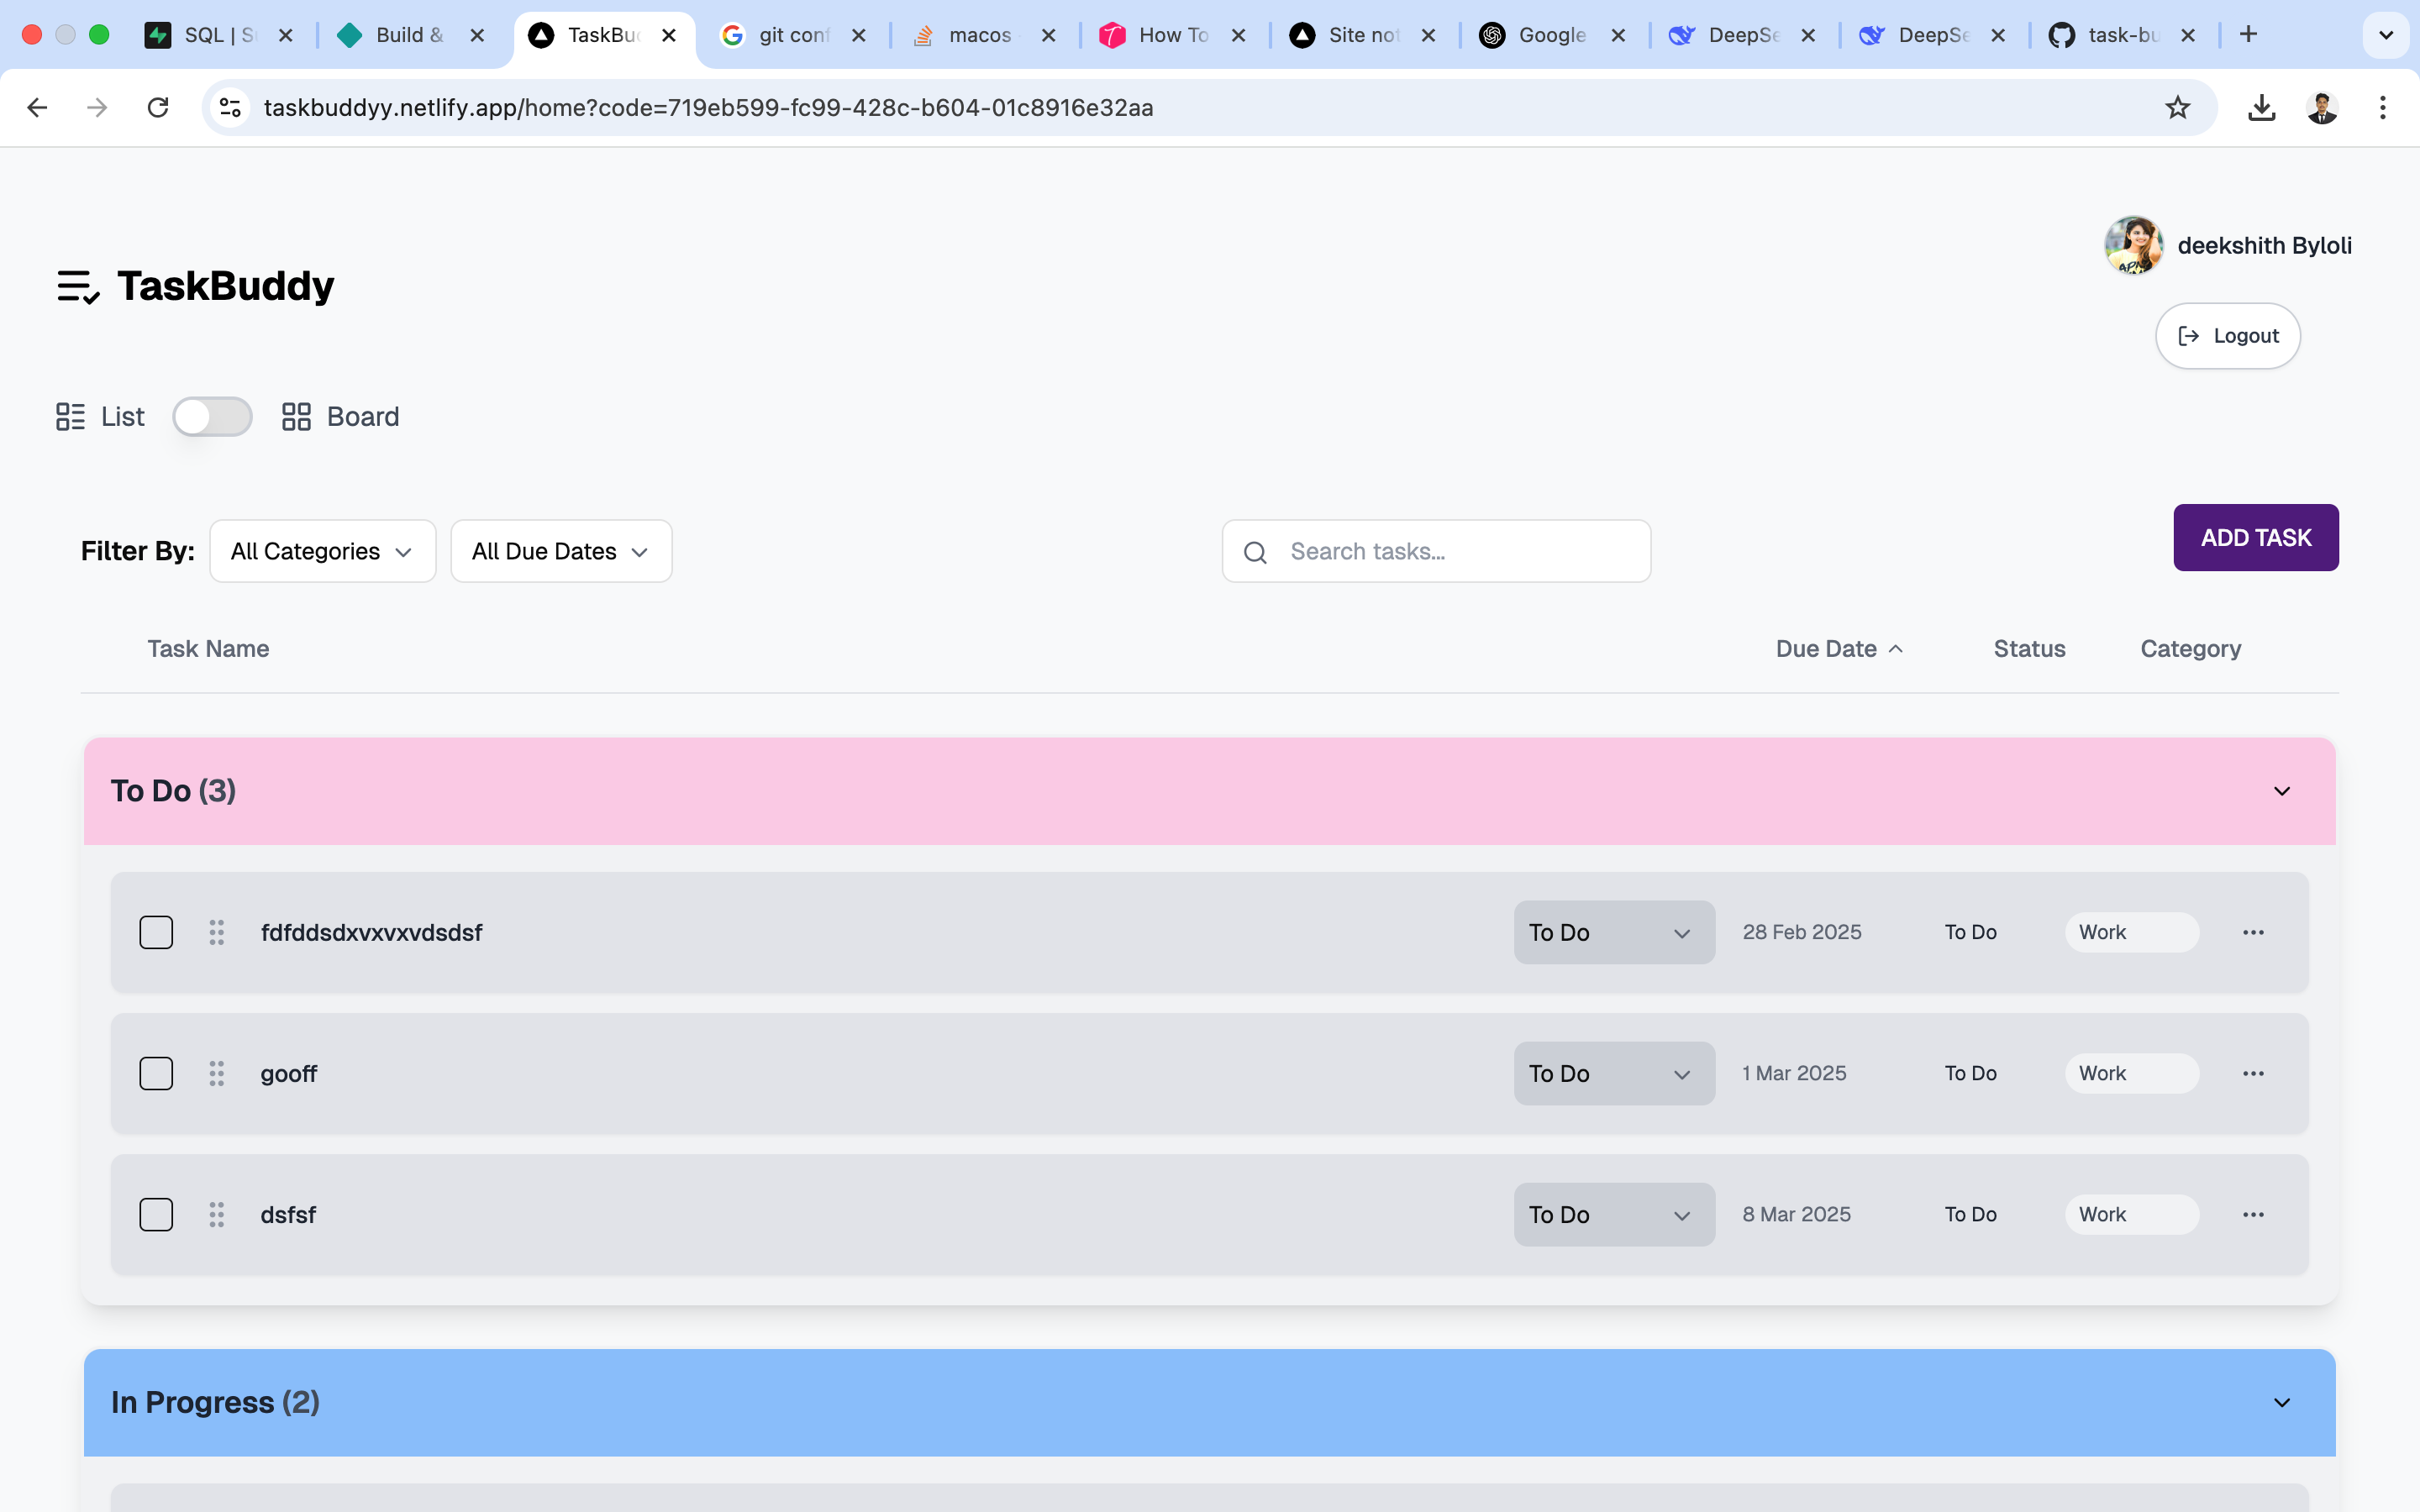 SQL | S
Build &
TaskBu
git conf
macos
How To
Site not
Google
DeepSe
DeepSe
task-bu
taskbuddyy.netlify.app/home?code=719eb599-fc99-428c-b604-01c8916e32aa
deekshith Byloli
TaskBuddy
Logout
List
Board
Filter By:
All Categories
All Due Dates
Search tasks...
ADD TASK
Task Name
Due Date
Status
Category
To Do (3)
fdfddsdxvxvxvdsdsf To Do 28 Feb 2025 To Do Work
gooff To Do 1 Mar 2025 To Do Work
dsfsf To Do 8 Mar 2025 To Do Work
In Progress (2)